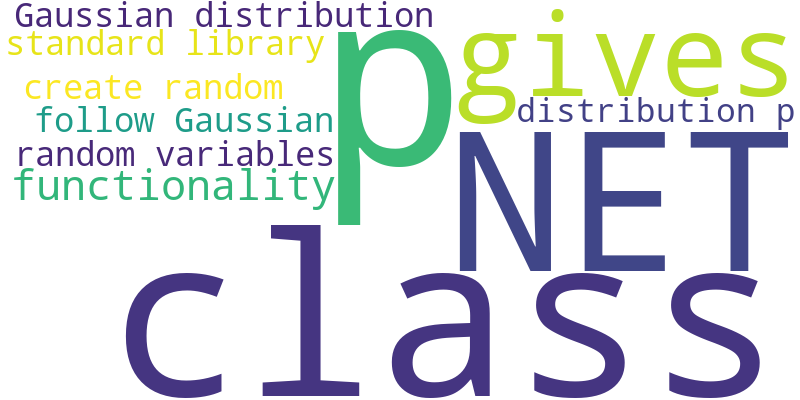 Gaussian distribution
standard library
create random
follow Gaussian
random variables
functionality
p
gives
distribution p
NET
class